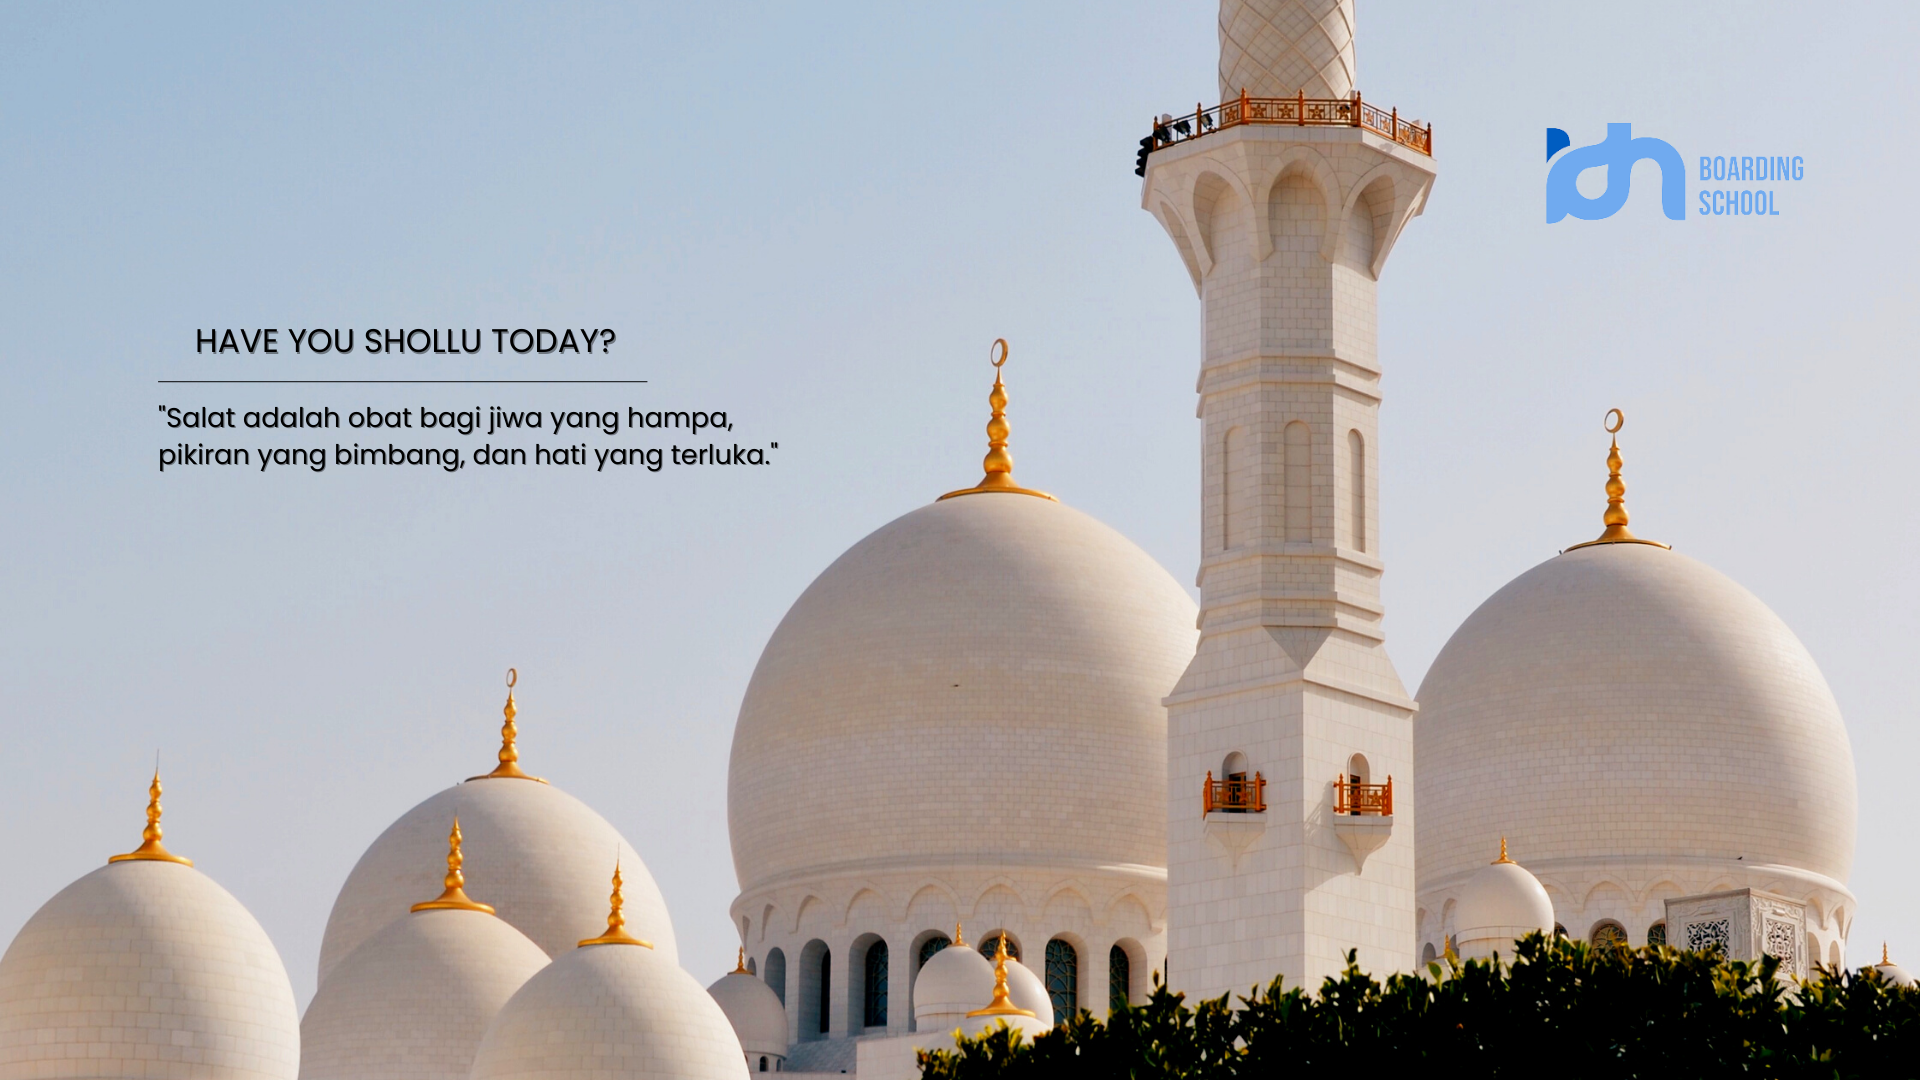 HAVE YOU SHOLLU TODAY?
"Salat adalah obat bagi jiwa yang hampa,
pikiran yang bimbang, dan hati yang terluka."
BOARDING
SCHOOL